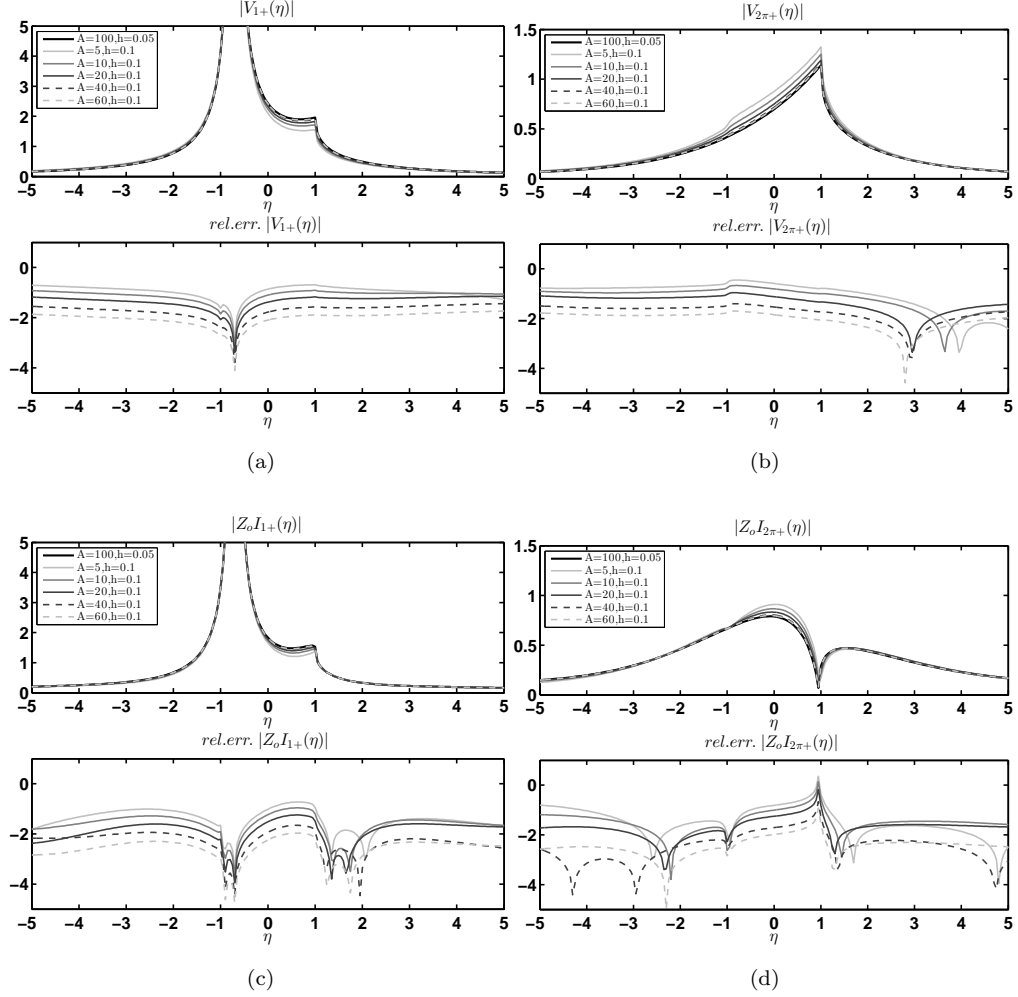 |V₁₊(η)|
5
4
3
2
1
0
A=100,h=0.05
A=5,h=0.1
A=10,h=0.1
A=20,h=0.1
A=40,h=0.1
A=60,h=0.1
−5 −4 −3 −2 −1 0 1 2 3 4 5
η
rel.err. |V₁₊(η)|
0
−2
−4
−5 −4 −3 −2 −1 0 1 2 3 4 5
η
(a)
|V₂π₊(η)|
1.5
1
0.5
0
A=100,h=0.05
A=5,h=0.1
A=10,h=0.1
A=20,h=0.1
A=40,h=0.1
A=60,h=0.1
−5 −4 −3 −2 −1 0 1 2 3 4 5
η
rel.err. |V₂π₊(η)|
0
−2
−4
−5 −4 −3 −2 −1 0 1 2 3 4 5
η
(b)
|ZₒI₁₊(η)|
5
4
3
2
1
0
A=100,h=0.05
A=5,h=0.1
A=10,h=0.1
A=20,h=0.1
A=40,h=0.1
A=60,h=0.1
−5 −4 −3 −2 −1 0 1 2 3 4 5
η
rel.err. |ZₒI₁₊(η)|
0
−2
−4
−5 −4 −3 −2 −1 0 1 2 3 4 5
η
(c)
|ZₒI₂π₊(η)|
1.5
1
0.5
0
A=100,h=0.05
A=5,h=0.1
A=10,h=0.1
A=20,h=0.1
A=40,h=0.1
A=60,h=0.1
−5 −4 −3 −2 −1 0 1 2 3 4 5
η
rel.err. |ZₒI₂π₊(η)|
0
−2
−4
−5 −4 −3 −2 −1 0 1 2 3 4 5
η
(d)